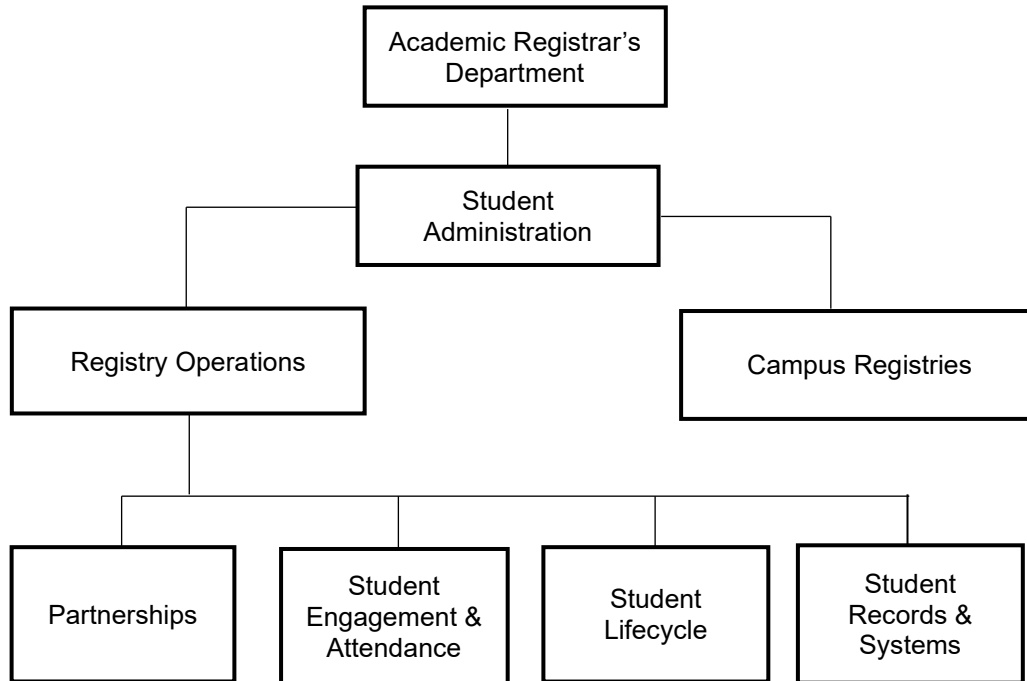 Academic Registrar’s
Department
Student
Administration
Registry Operations
Campus Registries
Partnerships
Student
Engagement &
Attendance
Student
Lifecycle
Student
Records &
Systems